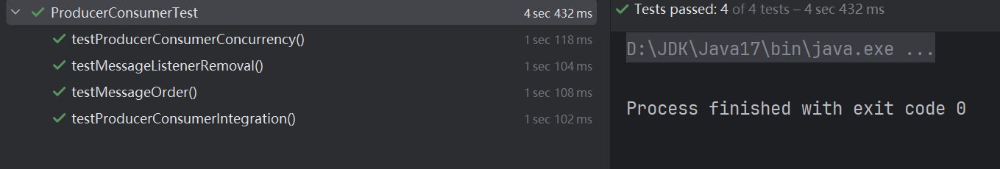 ProducerConsumerTest 4 sec 432 ms
testProducerConsumerConcurrency() 1 sec 118 ms
testMessageListenerRemoval() 1 sec 104 ms
testMessageOrder() 1 sec 108 ms
testProducerConsumerIntegration() 1 sec 102 ms
Tests passed: 4 of 4 tests – 4 sec 432 ms
D:\JDK\Java17\bin\java.exe ...
Process finished with exit code 0